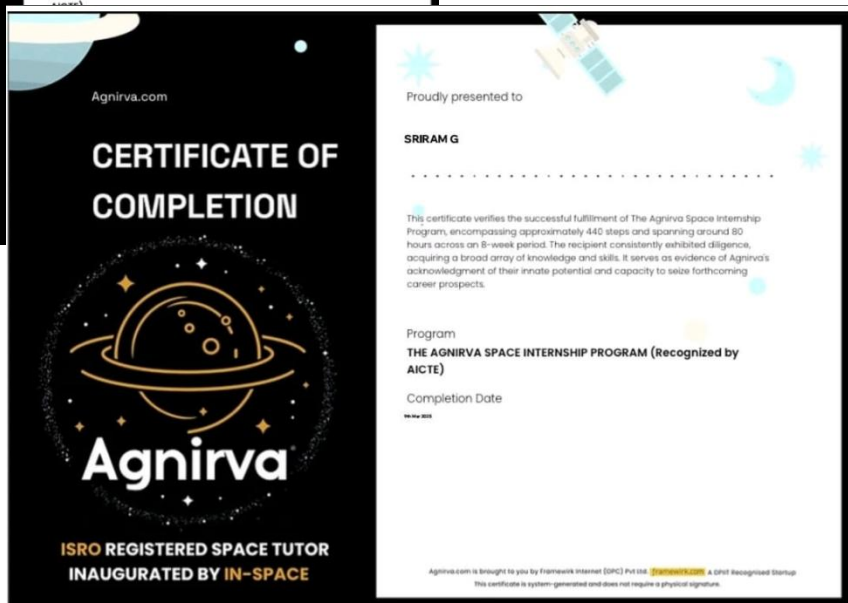 AICTE)
Agnirva.com
CERTIFICATE OF
COMPLETION
Agnirva
ISRO REGISTERED SPACE TUTOR
INAUGURATED BY IN-SPACE
Proudly presented to
SRIRAM G
This certificate verifies the successful fulfillment of The Agnirva Space Internship
Program, encompassing approximately 440 steps and spanning around 80
hours across an 8-week period. The recipient consistently exhibited diligence,
acquiring a broad array of knowledge and skills. It serves as evidence of Agnirva's
acknowledgment of their innate potential and capacity to seize forthcoming
career prospects.
Program
THE AGNIRVA SPACE INTERNSHIP PROGRAM (Recognized by
AICTE)
Completion Date
Agnirva.com is brought to you by Framewirk Internet (OPC) Pvt Ltd. framewirk.com A DPIIT Recognised Startup
This certificate is system-generated and does not require a physical signature.